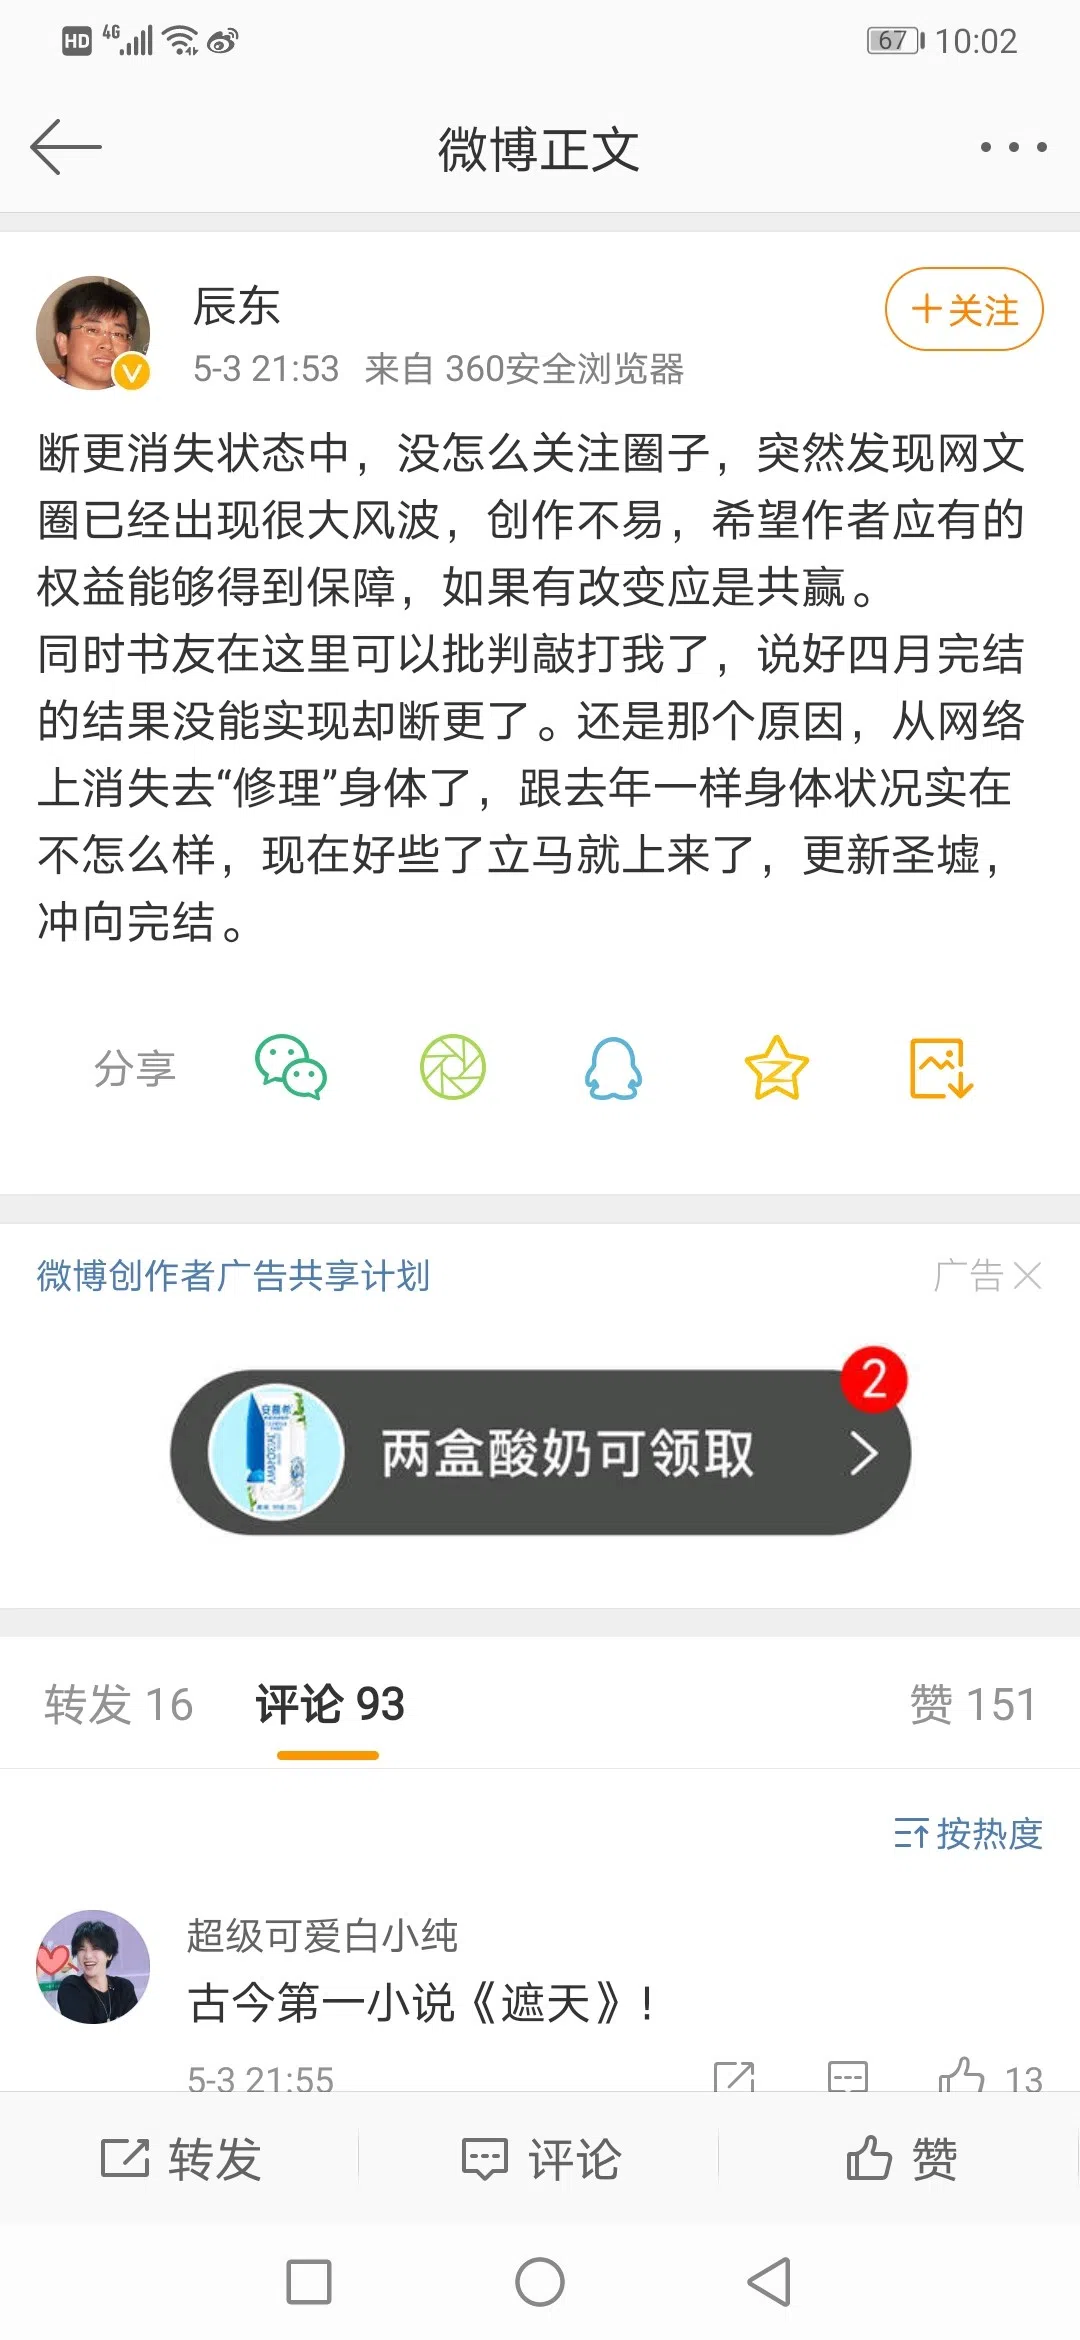 HD 4G 67 10:02
微博正文
辰东
+关注
5-3 21:53 来自 360安全浏览器
断更消失状态中，没怎么关注圈子，突然发现网文
圈已经出现很大风波，创作不易，希望作者应有的
权益能够得到保障，如果有改变应是共赢。
同时书友在这里可以批判敲打我了，说好四月完结
的结果没能实现却断更了。还是那个原因，从网络
上消失去“修理”身体了，跟去年一样身体状况实在
不怎么样，现在好些了立马就上来了，更新圣墟，
冲向完结。
分享
微博创作者广告共享计划
广告
2
安慕希
AMBROSIAL
两盒酸奶可领取
转发 16 评论 93 赞 151
按热度
超级可爱白小纯
古今第一小说《遮天》!
5-3 21:55 13
转发 评论 赞